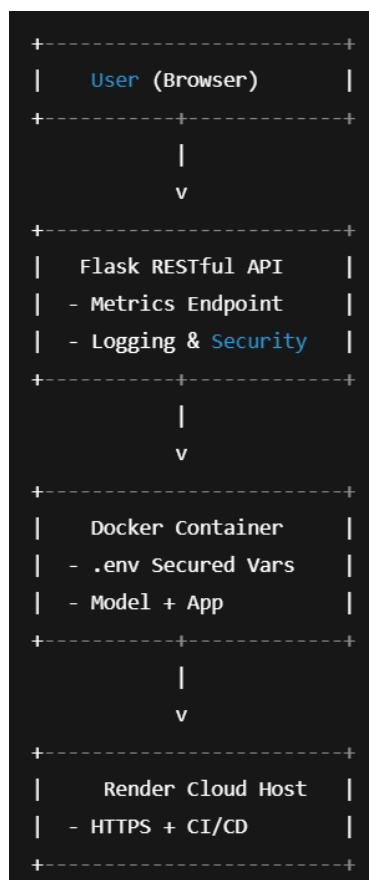 +--------------------------+
|    User (Browser)        |
+-----------+--------------+
            |
            v
+--------------------------+
|   Flask RESTful API      |
|  - Metrics Endpoint      |
|  - Logging & Security    |
+-----------+--------------+
            |
            v
+--------------------------+
|    Docker Container      |
|  - .env Secured Vars     |
|  - Model + App           |
+-----------+--------------+
            |
            v
+--------------------------+
|     Render Cloud Host    |
|  - HTTPS + CI/CD         |
+--------------------------+